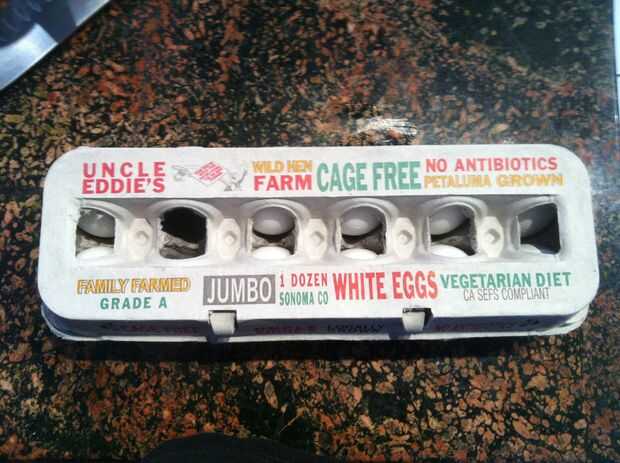 UNCLE EDDIE'S
WILD HEN FARM
CAGE FREE
NO ANTIBIOTICS
PETALUMA GROWN
FAMILY FARMED
GRADE A
JUMBO
1 DOZEN
SONOMA CO
WHITE EGGS
VEGETARIAN DIET
CA SEFS COMPLIANT